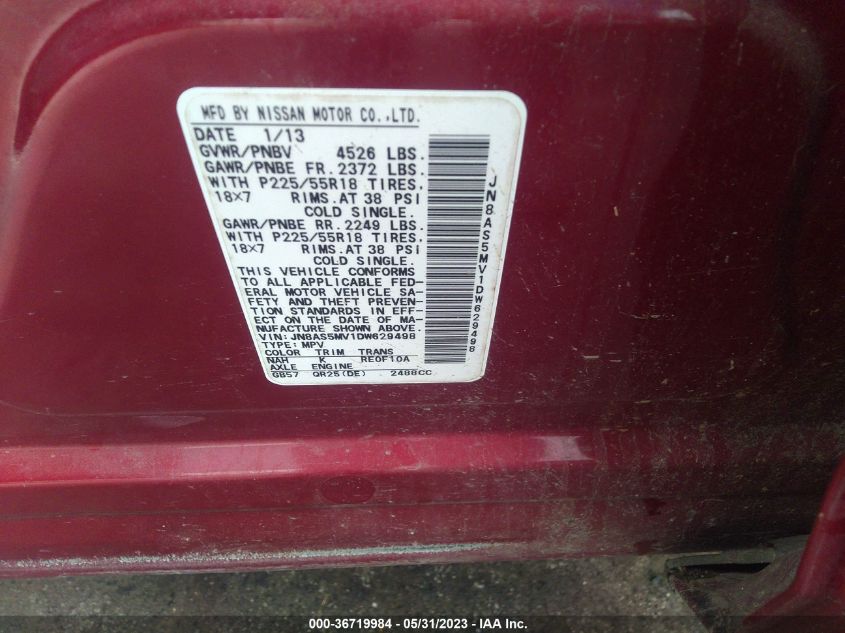 MFD BY NISSAN MOTOR CO.,LTD.
DATE 1/13
GVWR/PNBV 4526 LBS.
GAWR/PNBE FR. 2372 LBS.
WITH P225/55R18 TIRES,
18X7 RIMS.AT 38 PSI
COLD SINGLE.
GAWR/PNBE RR. 2249 LBS.
WITH P225/55R18 TIRES,
18X7 RIMS.AT 38 PSI
COLD SINGLE.
THIS VEHICLE CONFORMS
TO ALL APPLICABLE FED-
ERAL MOTOR VEHICLE SA-
FETY AND THEFT PREVEN-
TION STANDARDS IN EFF-
ECT ON THE DATE OF MA-
NUFACTURE SHOWN ABOVE.
VIN: JN8AS5MV1DW629498
TYPE: MPV
COLOR TRIM TRANS
NAH K RE0F10A
AXLE ENGINE
GB57 QR25(DE) 2488CC
JN8AS5MV1DW629498
000-36719984 — 05/31/2023 — IAA Inc.